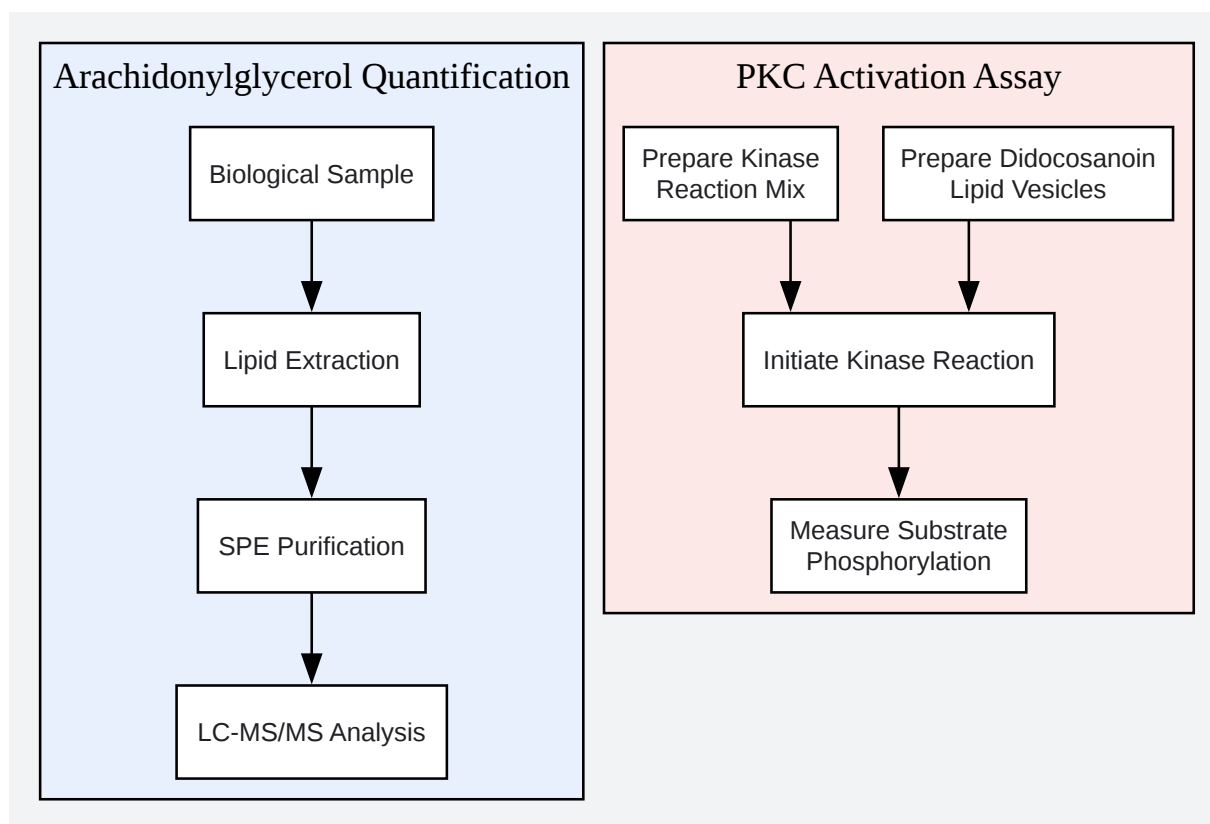 Arachidonylglycerol Quantification
Biological Sample
Lipid Extraction
SPE Purification
LC-MS/MS Analysis
PKC Activation Assay
Prepare Kinase
Reaction Mix
Prepare Didocosanoin
Lipid Vesicles
Initiate Kinase Reaction
Measure Substrate
Phosphorylation